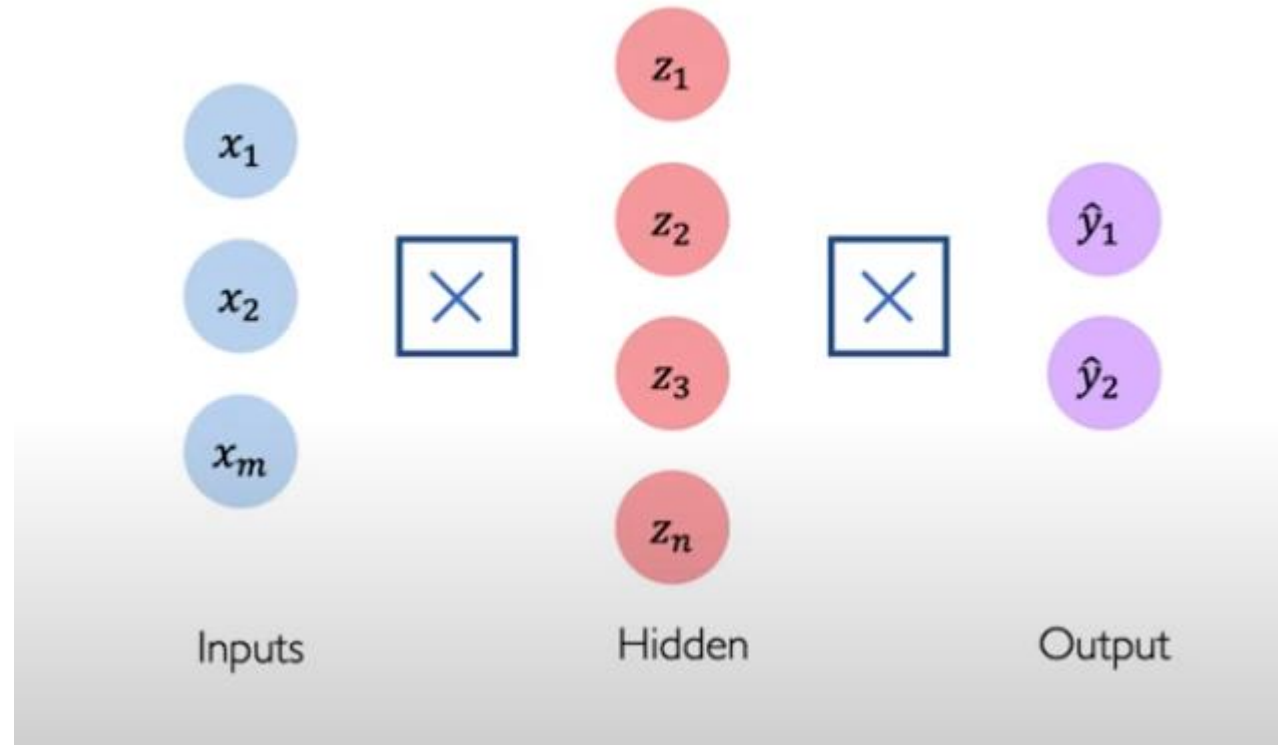 x₁
x₂
xₘ
z₁
z₂
z₃
zₙ
ŷ₁
ŷ₂
Inputs
Hidden
Output